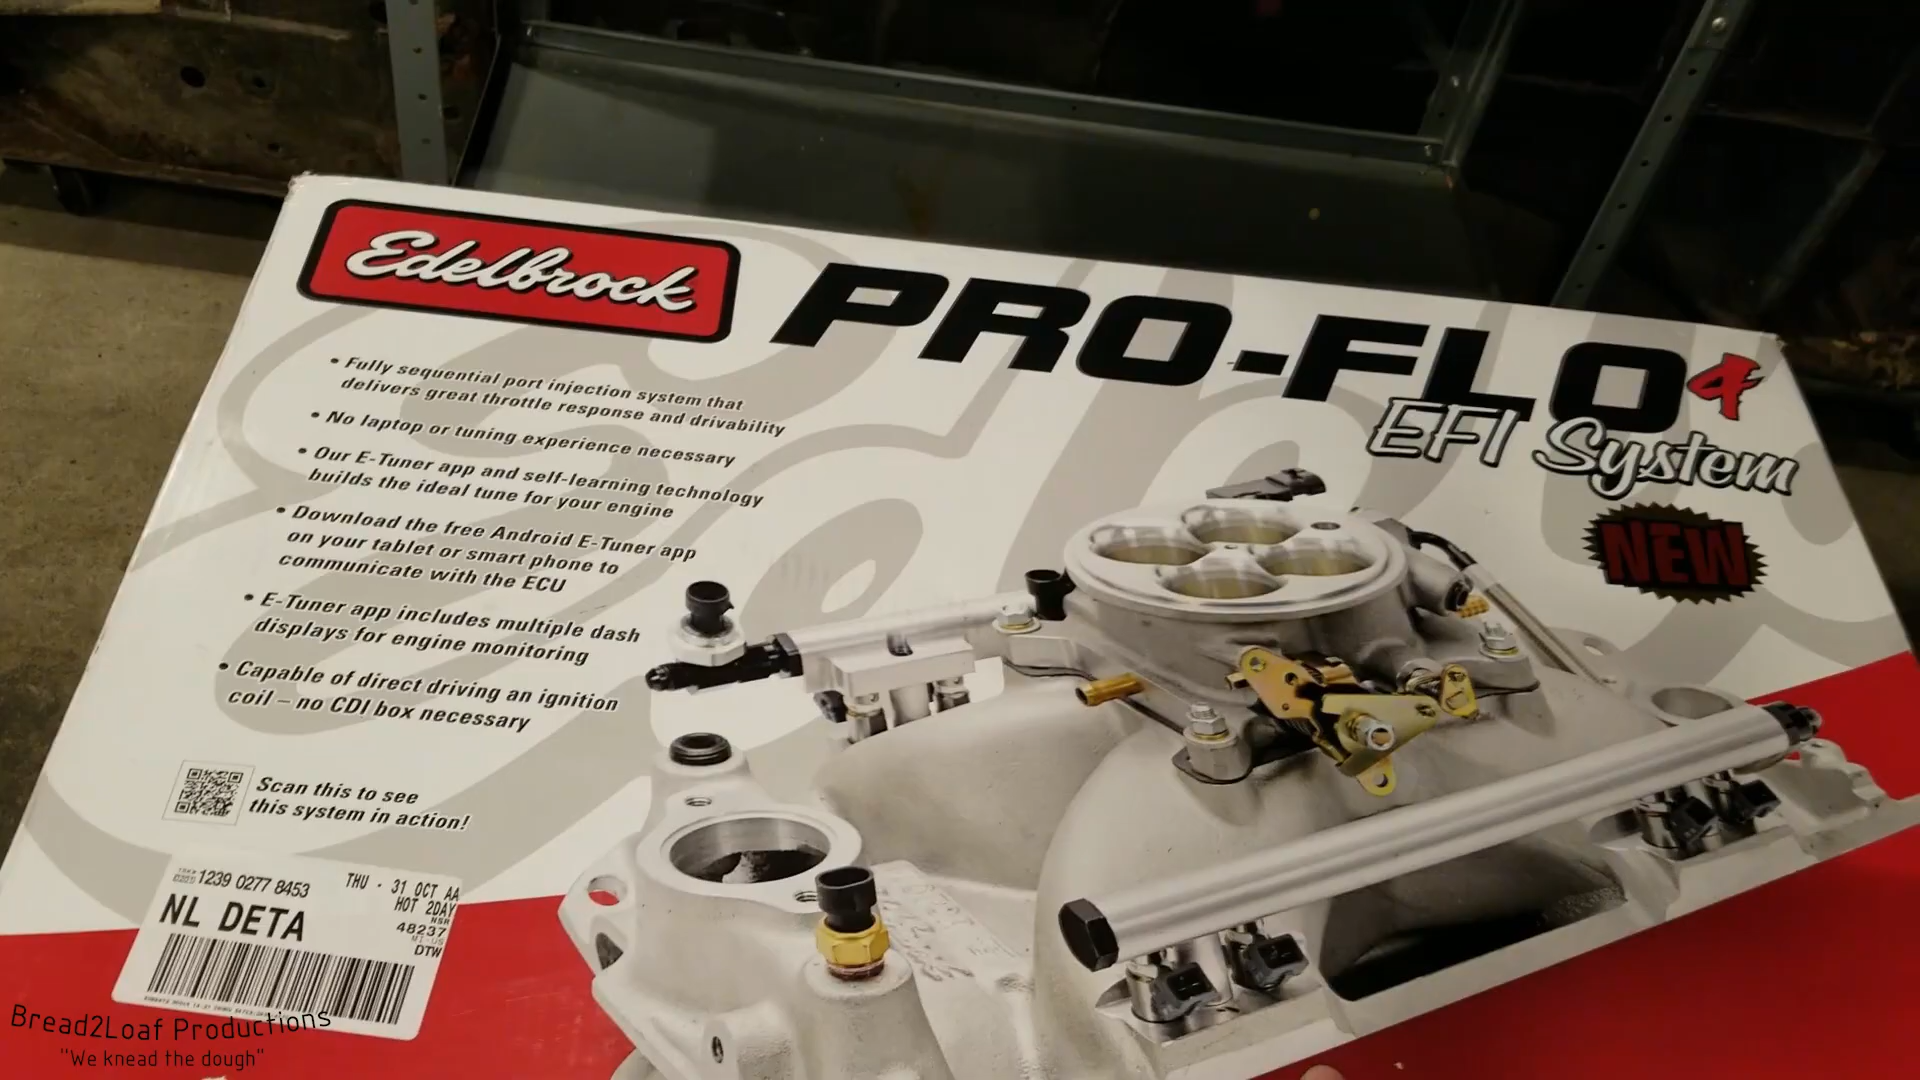 Edelbrock
PRO-FLO 4
EFI System
NEW
• Fully sequential port injection system that
delivers great throttle response and drivability
• No laptop or tuning experience necessary
• Our E-Tuner app and self-learning technology
builds the ideal tune for your engine
• Download the free Android E-Tuner app
on your tablet or smart phone to
communicate with the ECU
• E-Tuner app includes multiple dash
displays for engine monitoring
• Capable of direct driving an ignition
coil – no CDI box necessary
Scan this to see
this system in action!
1239 0277 8453
THU - 31 OCT AA
HOT 2DAY
NSR
NL DETA
48237
MI-US
DTW
Bread2Loaf Productions
"We knead the dough"